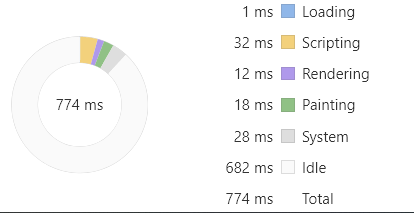 774 ms
1 ms Loading
32 ms Scripting
12 ms Rendering
18 ms Painting
28 ms System
682 ms Idle
774 ms Total